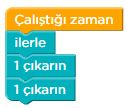 Çalıştığı zaman
ilerle
1 çıkarın
1 çıkarın